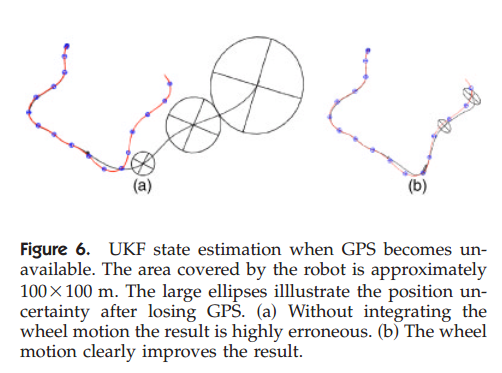 (a)
(b)
Figure 6. UKF state estimation when GPS becomes un-
available. The area covered by the robot is approximately
100×100 m. The large ellipses illlustrate the position un-
certainty after losing GPS. (a) Without integrating the
wheel motion the result is highly erroneous. (b) The wheel
motion clearly improves the result.